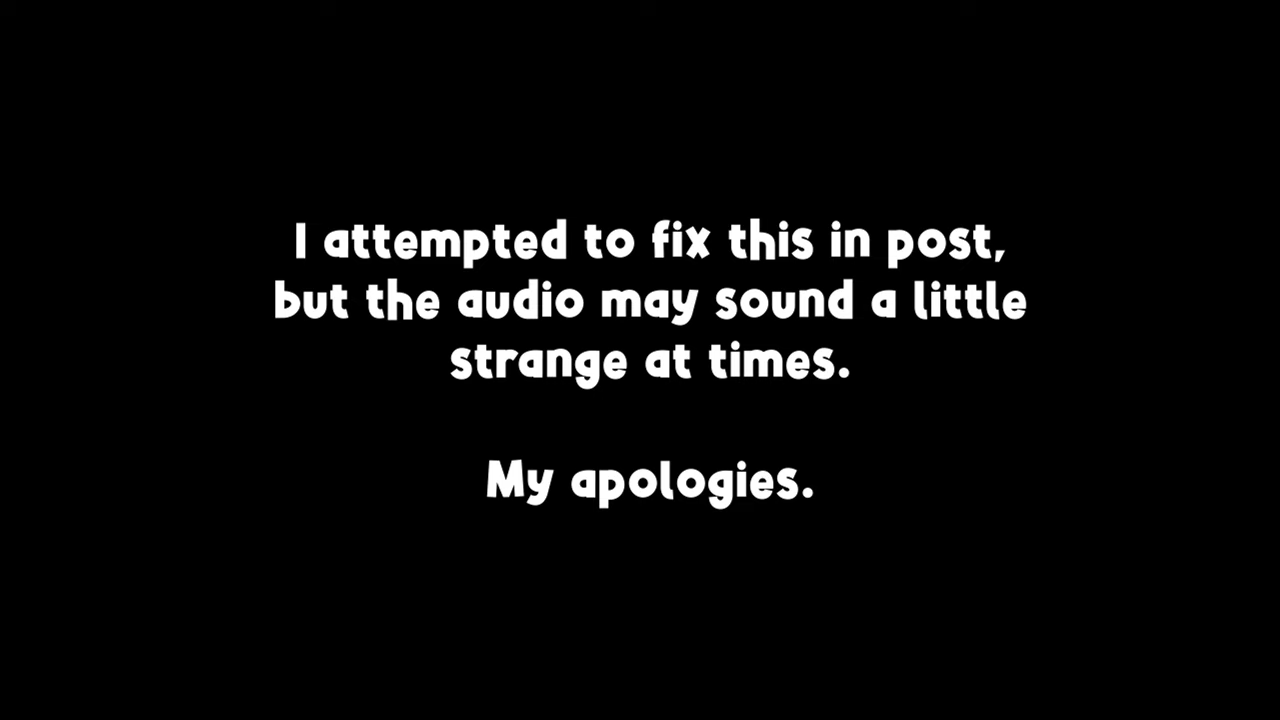 I attempted to fix this in post,
but the audio may sound a little
strange at times.
My apologies.